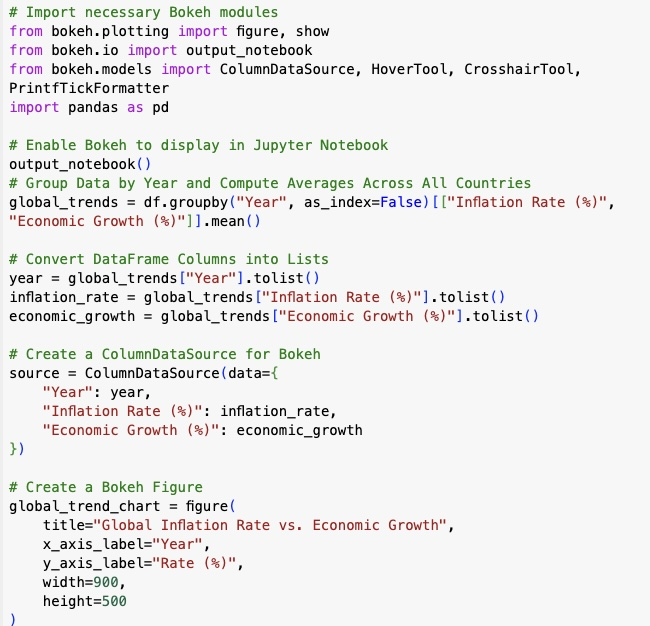 # Import necessary Bokeh modules
from bokeh.plotting import figure, show
from bokeh.io import output_notebook
from bokeh.models import ColumnDataSource, HoverTool, CrosshairTool,
PrintfTickFormatter
import pandas as pd

# Enable Bokeh to display in Jupyter Notebook
output_notebook()
# Group Data by Year and Compute Averages Across All Countries
global_trends = df.groupby("Year", as_index=False)[["Inflation Rate (%)",
"Economic Growth (%)"]].mean()

# Convert DataFrame Columns into Lists
year = global_trends["Year"].tolist()
inflation_rate = global_trends["Inflation Rate (%)"].tolist()
economic_growth = global_trends["Economic Growth (%)"].tolist()

# Create a ColumnDataSource for Bokeh
source = ColumnDataSource(data={
    "Year": year,
    "Inflation Rate (%)": inflation_rate,
    "Economic Growth (%)": economic_growth
})

# Create a Bokeh Figure
global_trend_chart = figure(
    title="Global Inflation Rate vs. Economic Growth",
    x_axis_label="Year",
    y_axis_label="Rate (%)",
    width=900,
    height=500
)